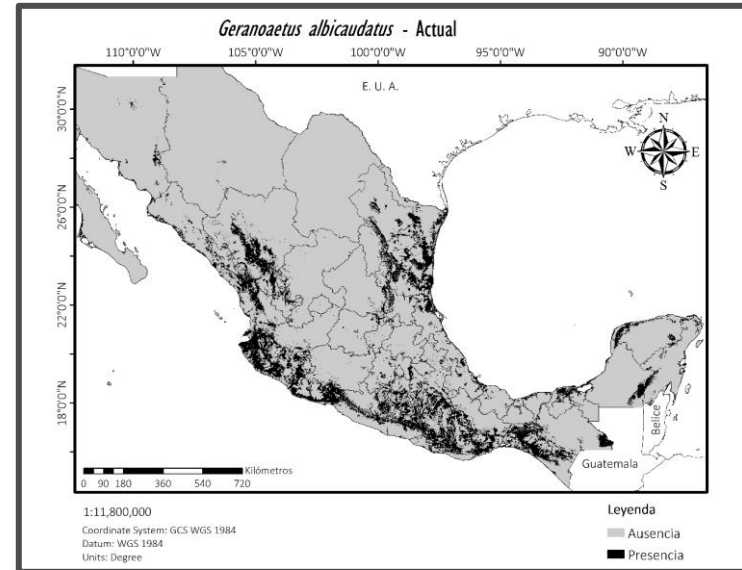 Geranoaetus albicaudatus - Actual
110°0'0"W 105°0'0"W 100°0'0"W 95°0'0"W 90°0'0"W
E. U. A.
30°0'0"N
26°0'0"N
22°0'0"N
18°0'0"N
N
W E
S
Belice
Guatemala
Kilómetros
0 90 180 360 540 720
1:11,800,000
Coordinate System: GCS WGS 1984
Datum: WGS 1984
Units: Degree
Leyenda
Ausencia
Presencia